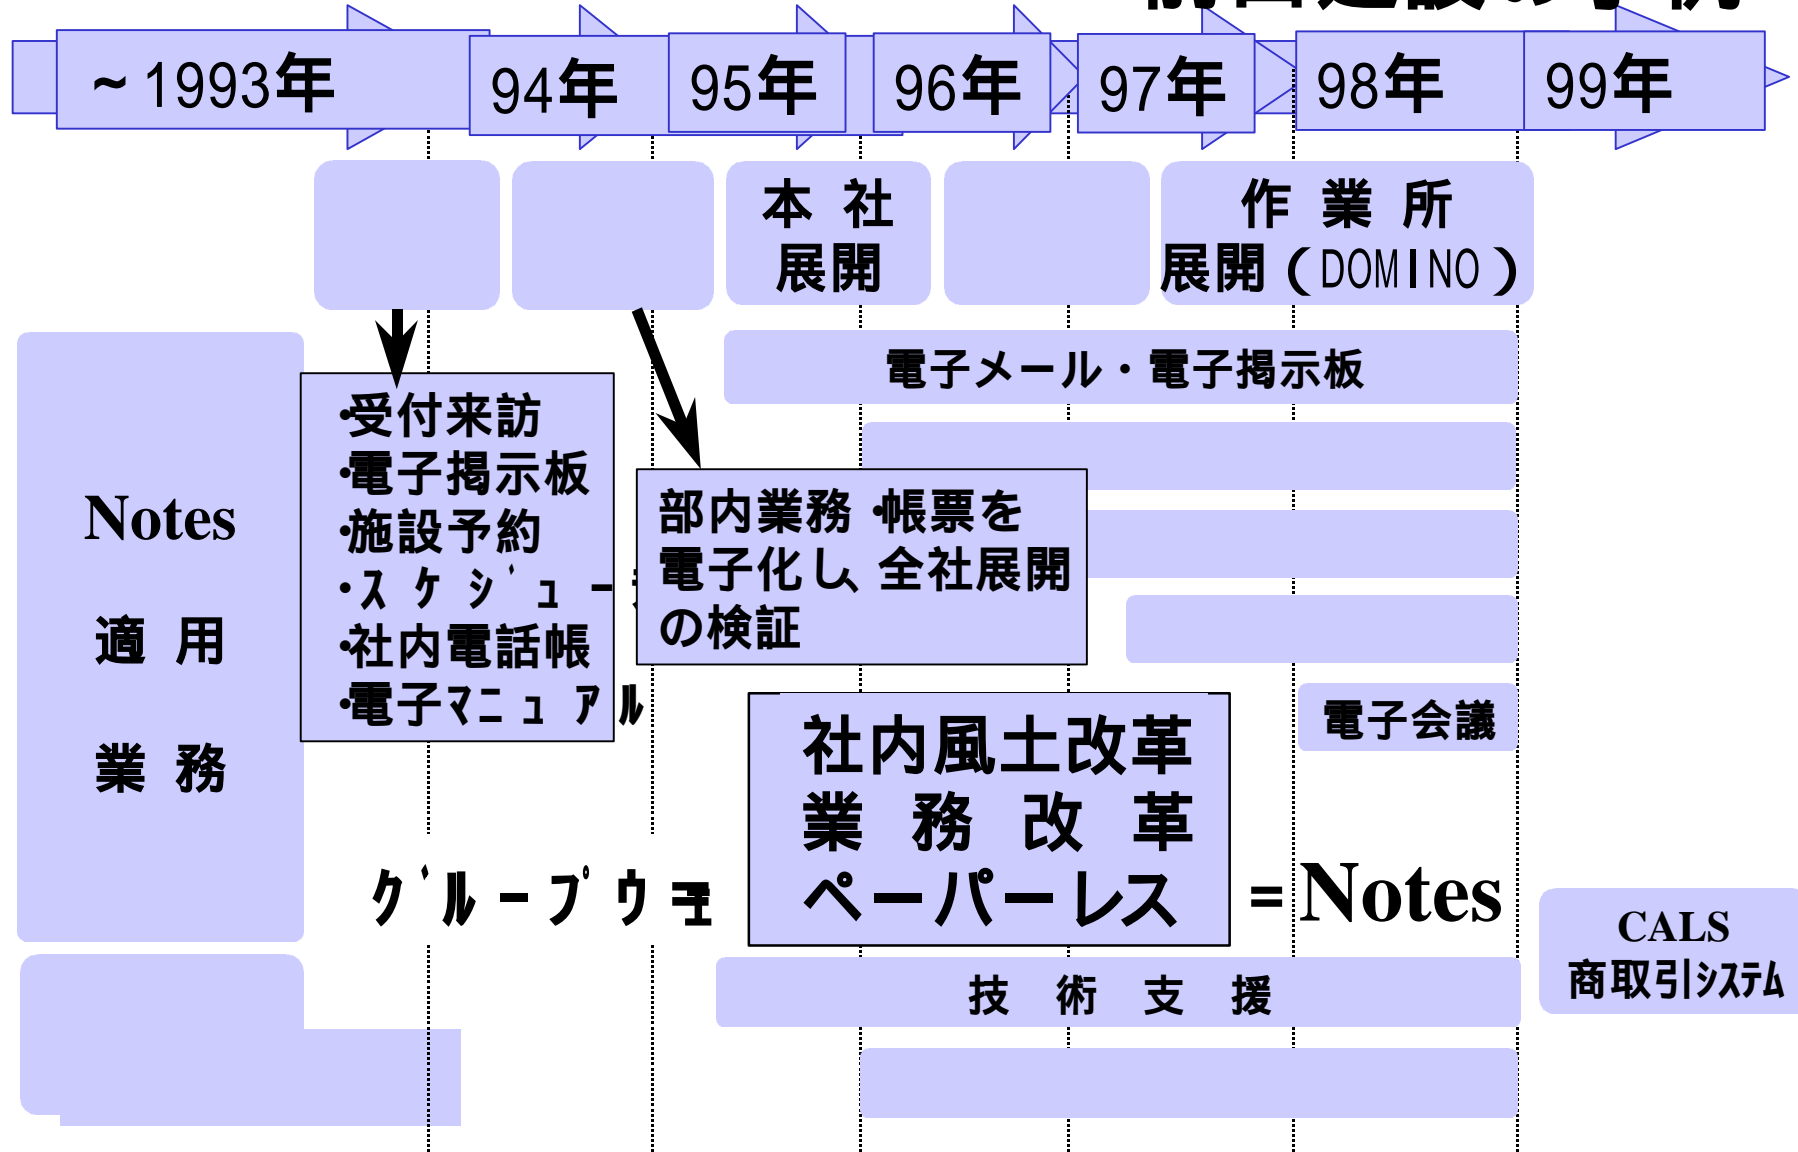 ~1993年
94年
95年
96年
97年
98年
99年
本 社
展開
作 業 所
展開(DOMINO)
電子メール・電子掲示板
・受付来訪
・電子掲示板
・施設予約
・ｽｹｼﾞｭｰ
・社内電話帳
・電子ﾏﾆｭｱﾙ
部内業務・帳票を
電子化し、全社展開
の検証
Notes
適 用
業 務
電子会議
社内風土改革
業 務 改 革
ペーパーレス
ｸﾞﾙｰﾌﾟｳｪ
=Notes
CALS
商取引ｼｽﾃﾑ
技 術 支 援